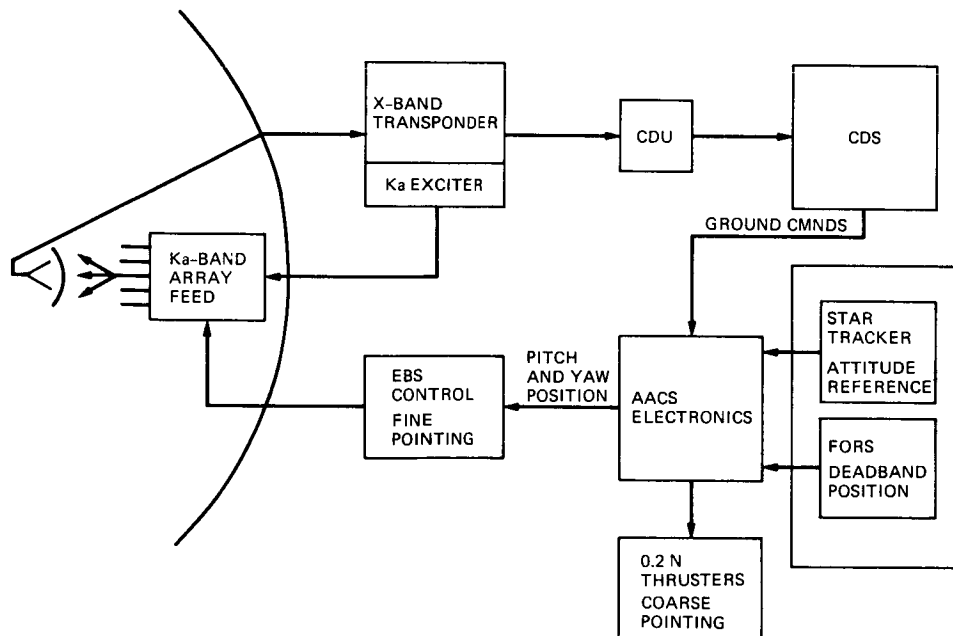 X-BAND
TRANSPONDER
Ka EXCITER
CDU
CDS
GROUND CMNDS
Ka-BAND
ARRAY
FEED
STAR
TRACKER
ATTITUDE
REFERENCE
PITCH
AND YAW
POSITION
EBS
CONTROL
FINE
POINTING
AACS
ELECTRONICS
FORS
DEADBAND
POSITION
0.2 N
THRUSTERS
COARSE
POINTING